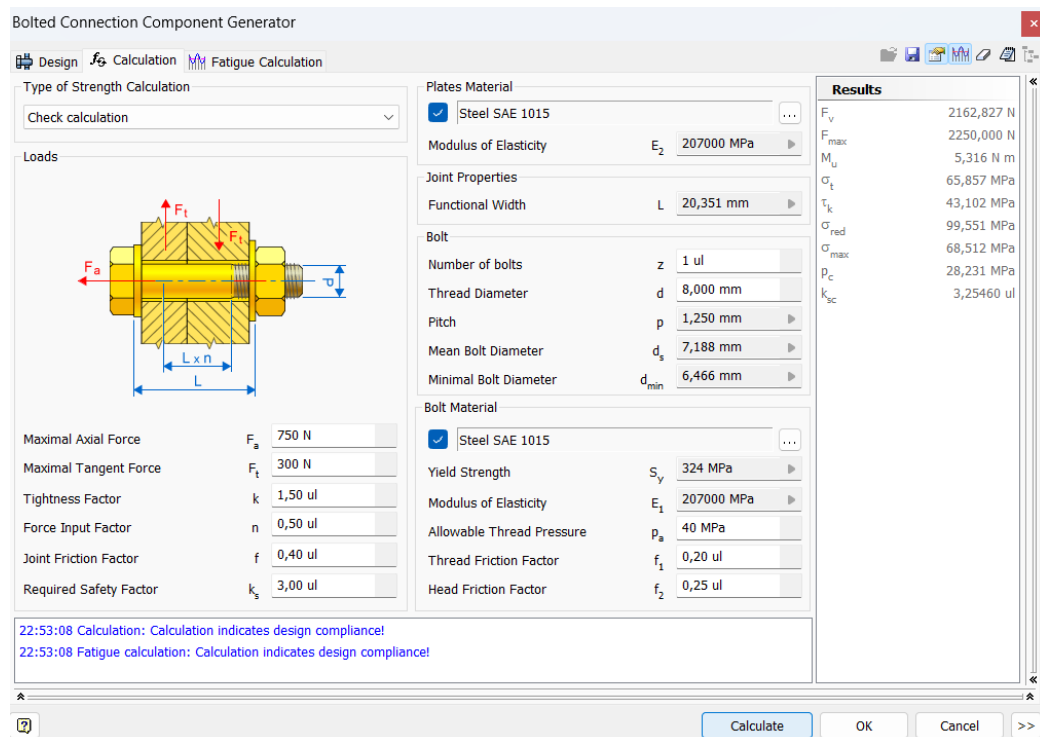 Bolted Connection Component Generator
Design
Calculation
Fatigue Calculation
Type of Strength Calculation
Check calculation
Loads
Ft
Ft
Fa
d
L x n
L
Maximal Axial Force Fa 750 N
Maximal Tangent Force Ft 300 N
Tightness Factor k 1,50 ul
Force Input Factor n 0,50 ul
Joint Friction Factor f 0,40 ul
Required Safety Factor ks 3,00 ul
Plates Material
Steel SAE 1015 ...
Modulus of Elasticity E2 207000 MPa
Joint Properties
Functional Width L 20,351 mm
Bolt
Number of bolts z 1 ul
Thread Diameter d 8,000 mm
Pitch p 1,250 mm
Mean Bolt Diameter ds 7,188 mm
Minimal Bolt Diameter dmin 6,466 mm
Bolt Material
Steel SAE 1015 ...
Yield Strength Sy 324 MPa
Modulus of Elasticity E1 207000 MPa
Allowable Thread Pressure pa 40 MPa
Thread Friction Factor f1 0,20 ul
Head Friction Factor f2 0,25 ul
Results
Fv 2162,827 N
Fmax 2250,000 N
Mu 5,316 N m
σt 65,857 MPa
τk 43,102 MPa
σred 99,551 MPa
σmax 68,512 MPa
pc 28,231 MPa
ksc 3,25460 ul
22:53:08 Calculation: Calculation indicates design compliance!
22:53:08 Fatigue calculation: Calculation indicates design compliance!
Calculate
OK
Cancel
>>